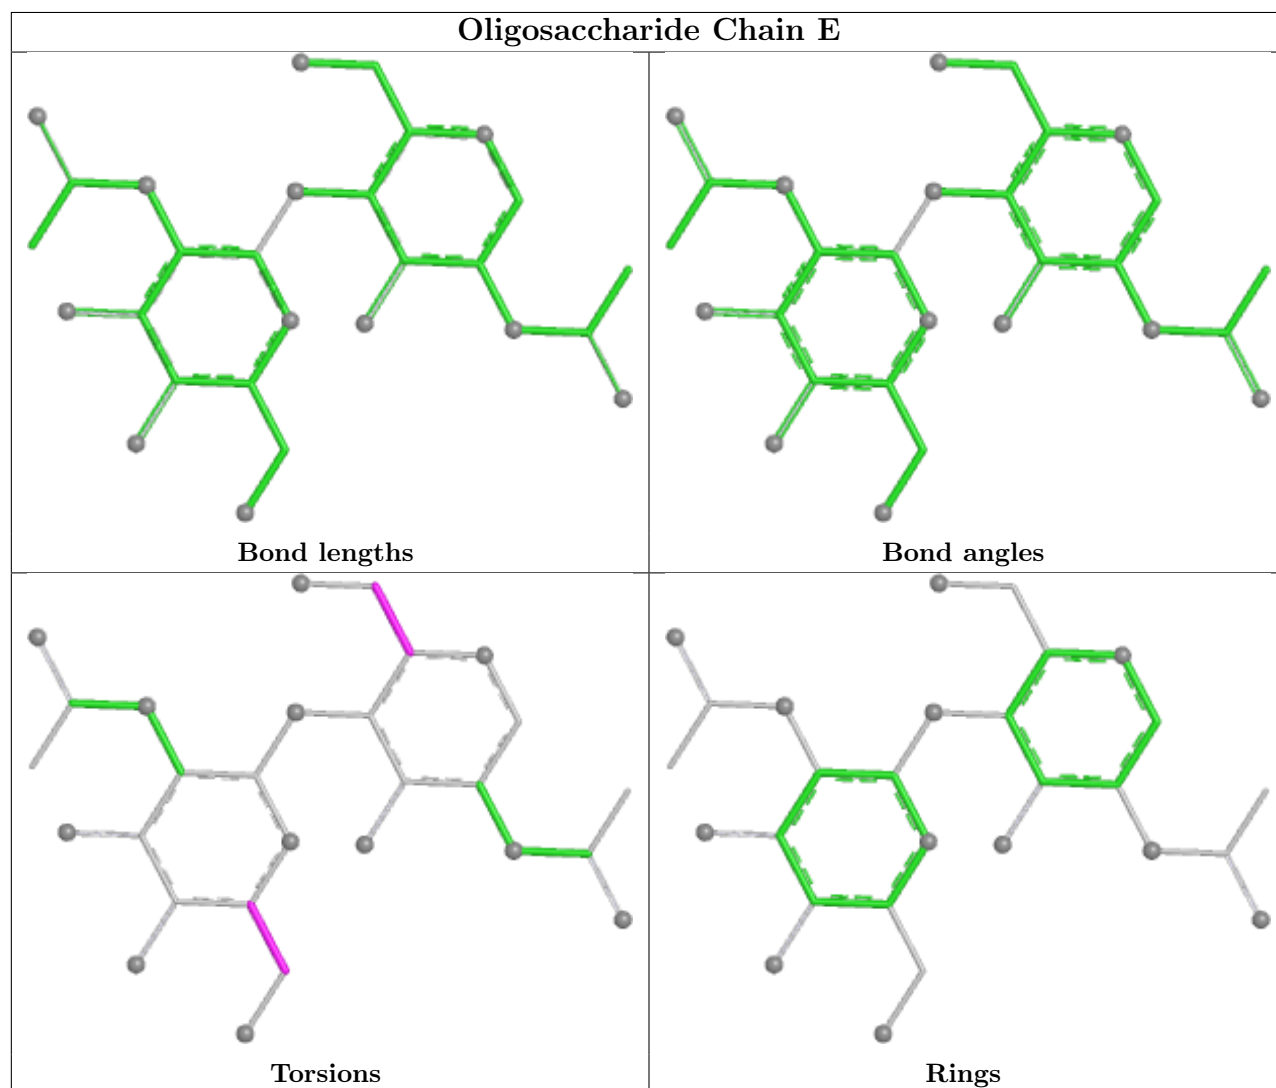 Oligosaccharide Chain E
Bond lengths
Bond angles
Torsions
Rings